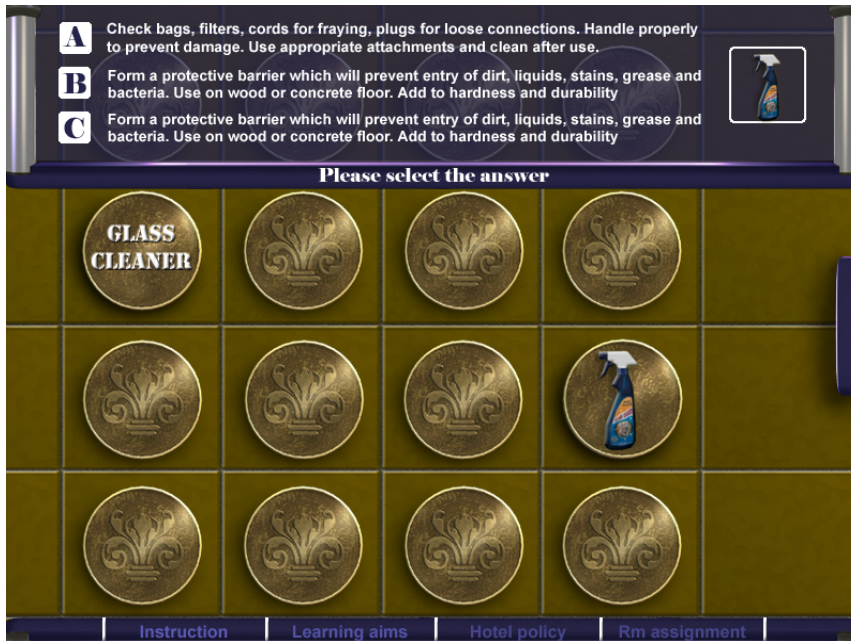 A Check bags, filters, cords for fraying, plugs for loose connections. Handle properly
to prevent damage. Use appropriate attachments and clean after use.
B Form a protective barrier which will prevent entry of dirt, liquids, stains, grease and
bacteria. Use on wood or concrete floor. Add to hardness and durability
C Form a protective barrier which will prevent entry of dirt, liquids, stains, grease and
bacteria. Use on wood or concrete floor. Add to hardness and durability
Please select the answer
GLASS
CLEANER
Instruction Learning aims Hotel policy Rm assignment